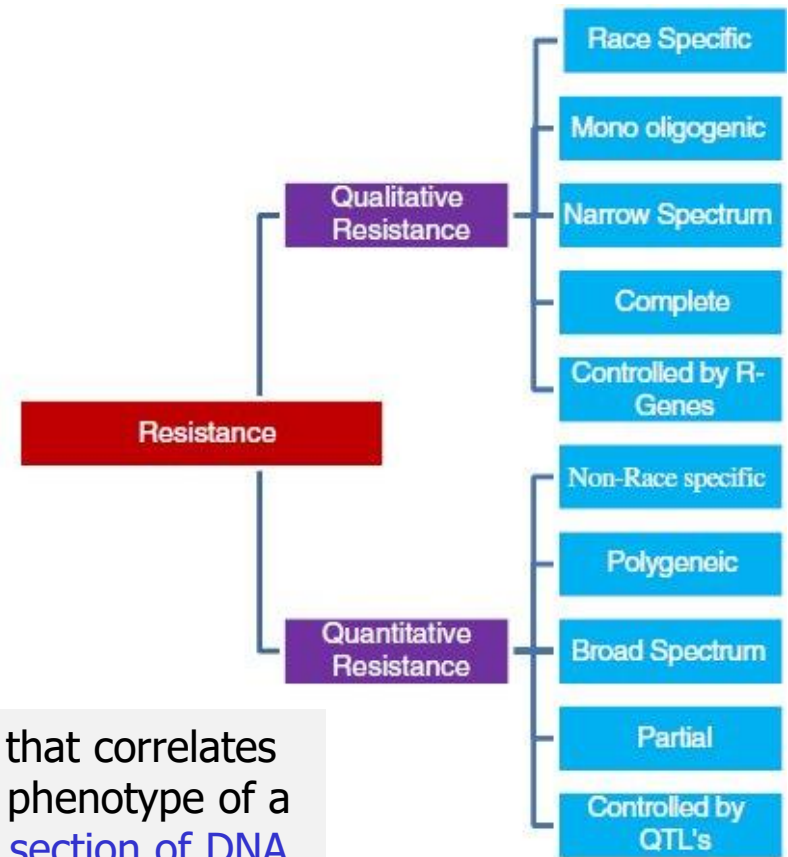 Race Specific
Mono oligogenic
Qualitative
Resistance
Narrow Spectrum
Complete
Controlled by R-
Genes
Resistance
Non-Race specific
Polygeneic
Quantitative
Resistance
Broad Spectrum
Partial
Controlled by
QTL's
that correlates
phenotype of a
section of DNA